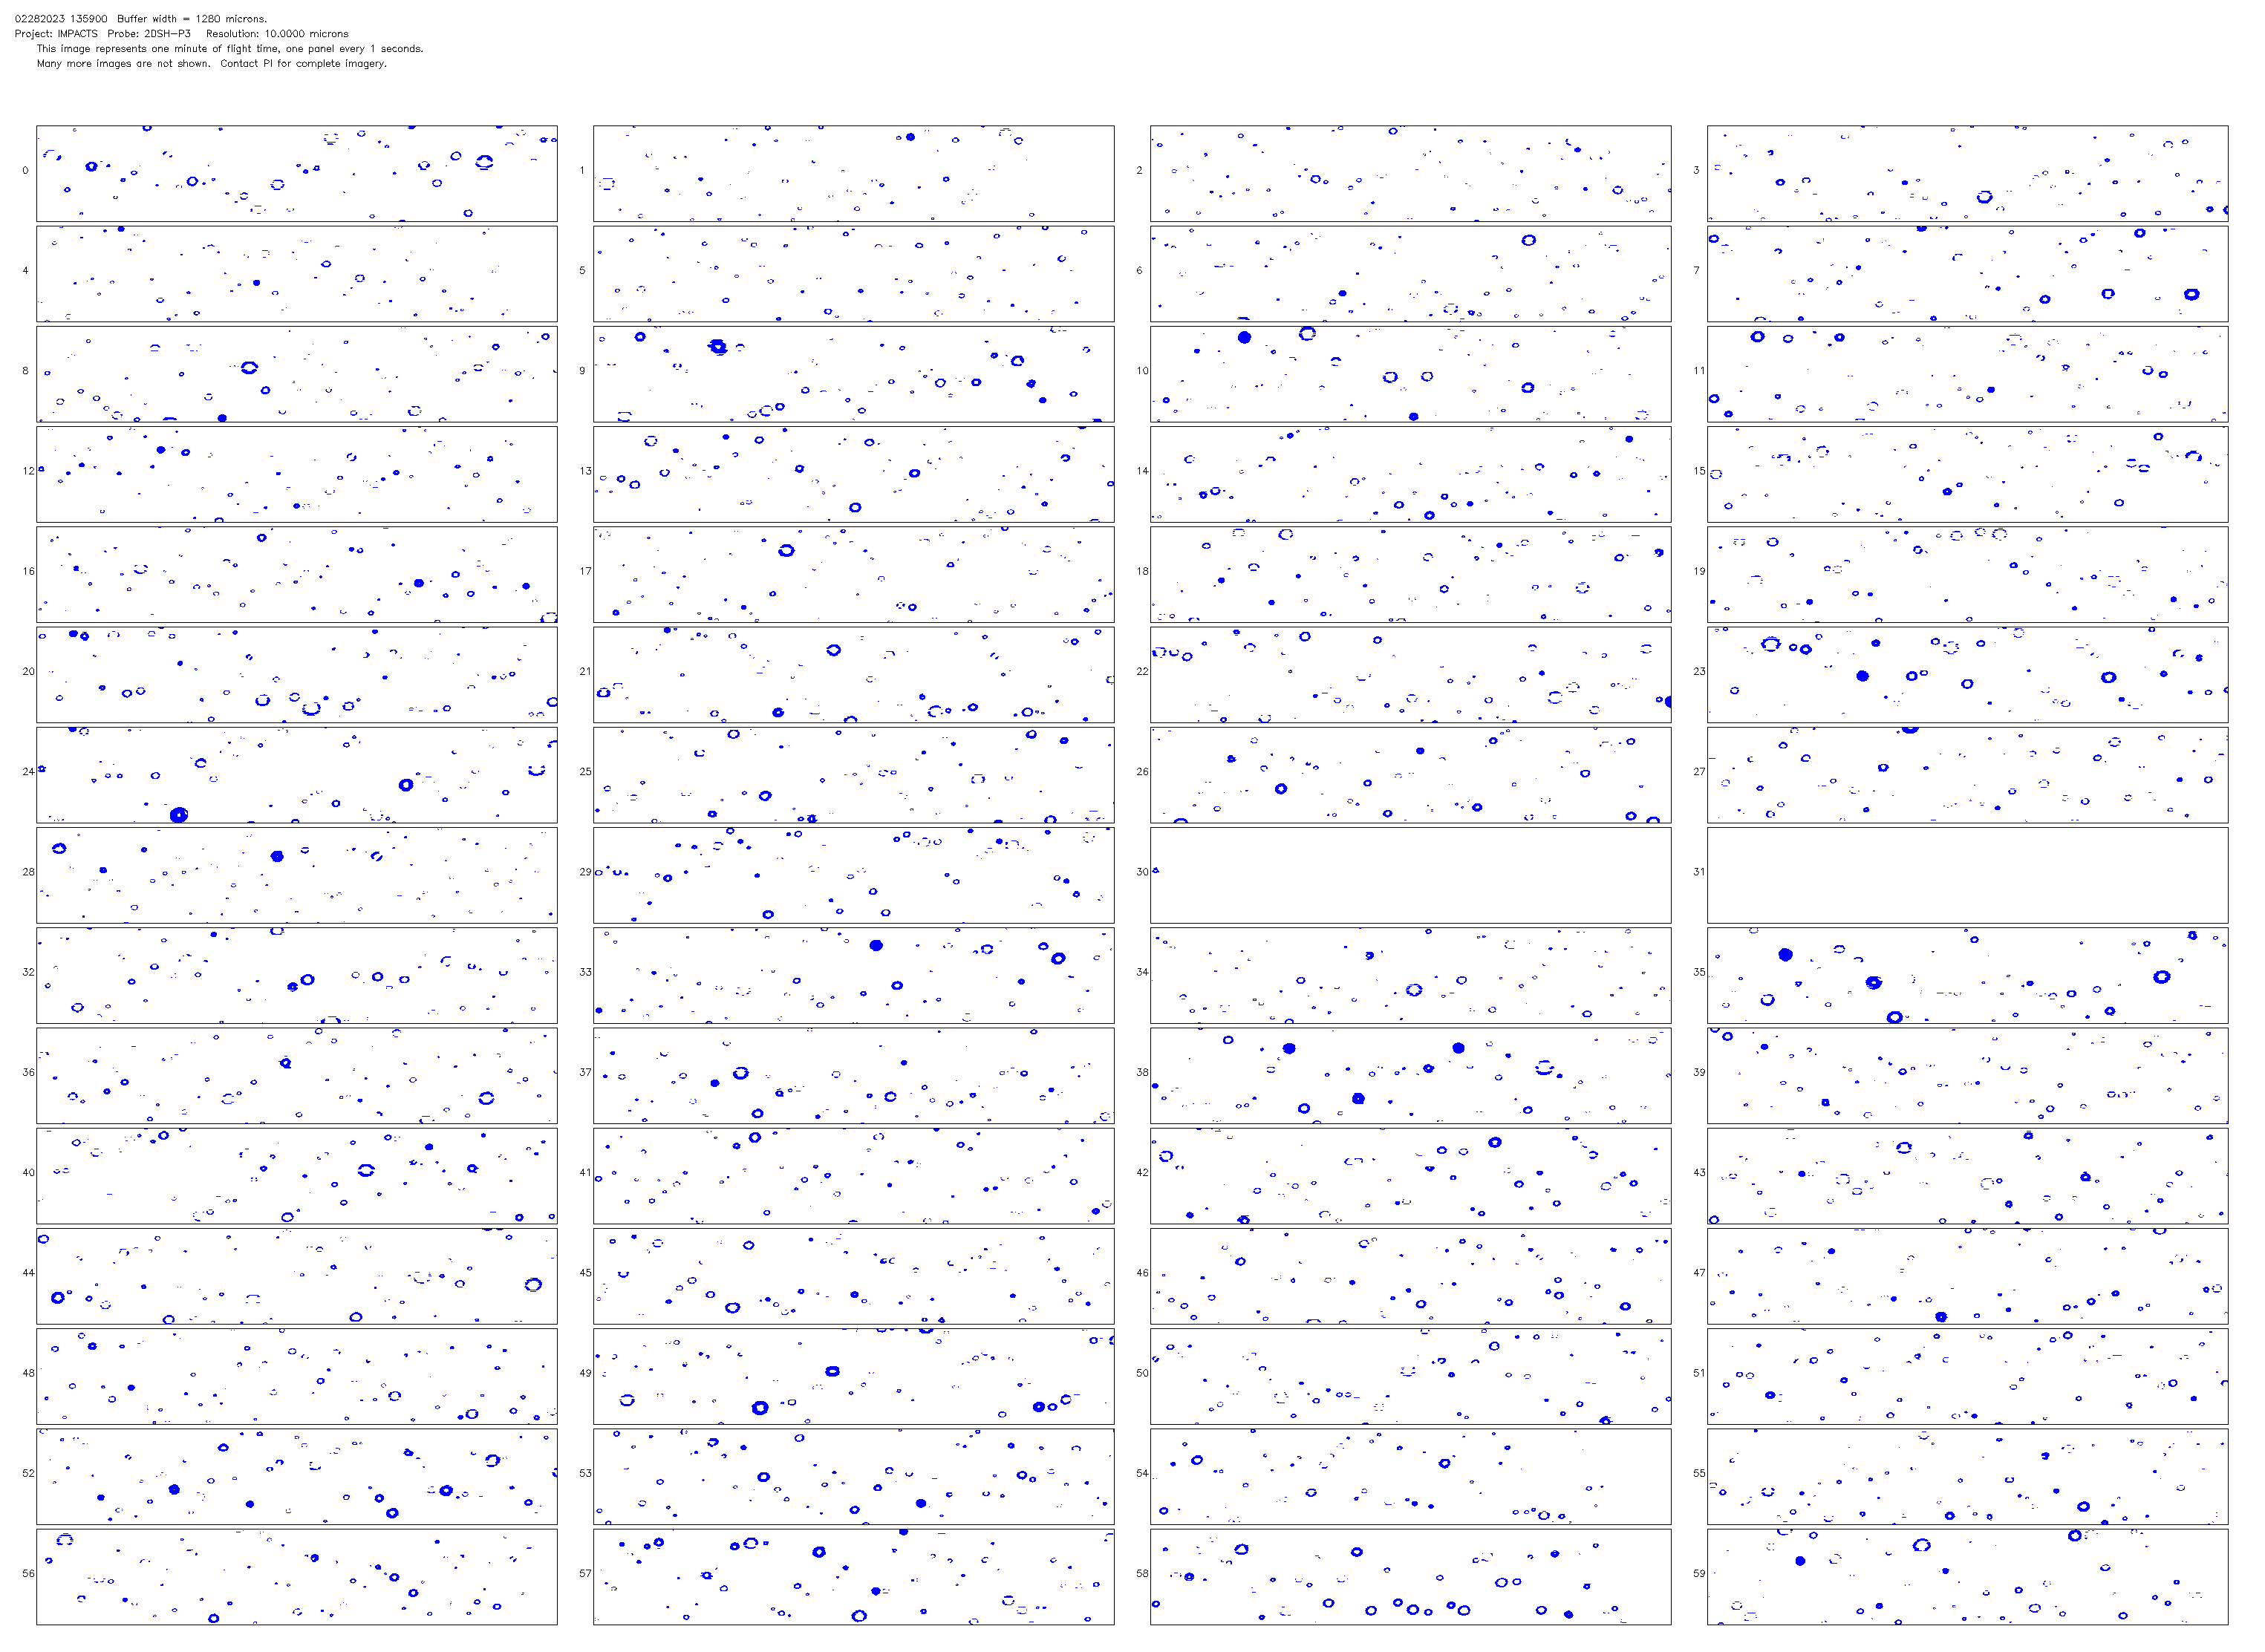 02282023 135900  Buffer width = 1280 microns.
Project: IMPACTS  Probe: 2DSH-P3    Resolution: 10.0000 microns
This image represents one minute of flight time, one panel every 1 seconds.
Many more images are not shown.  Contact PI for complete imagery.
0 1 2 3
4 5 6 7
8 9 10 11
12 13 14 15
16 17 18 19
20 21 22 23
24 25 26 27
28 29 30 31
32 33 34 35
36 37 38 39
40 41 42 43
44 45 46 47
48 49 50 51
52 53 54 55
56 57 58 59